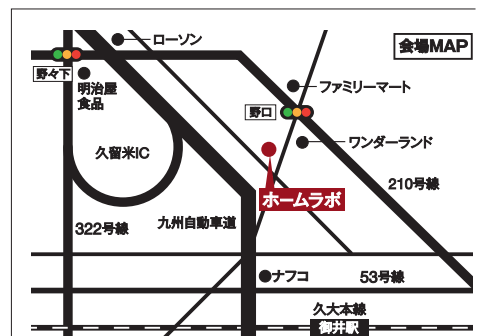 ローソン
会場MAP
野々下
明治屋
食品
ファミリーマート
野口
ワンダーランド
久留米IC
210号線
ホームラボ
322号線
九州自動車道
ナフコ
53号線
久大本線
御井駅